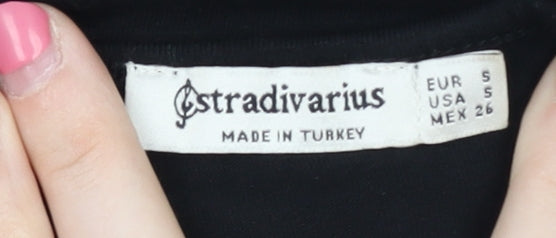 stradivarius
MADE IN TURKEY
EUR S
USA S
MEX 26